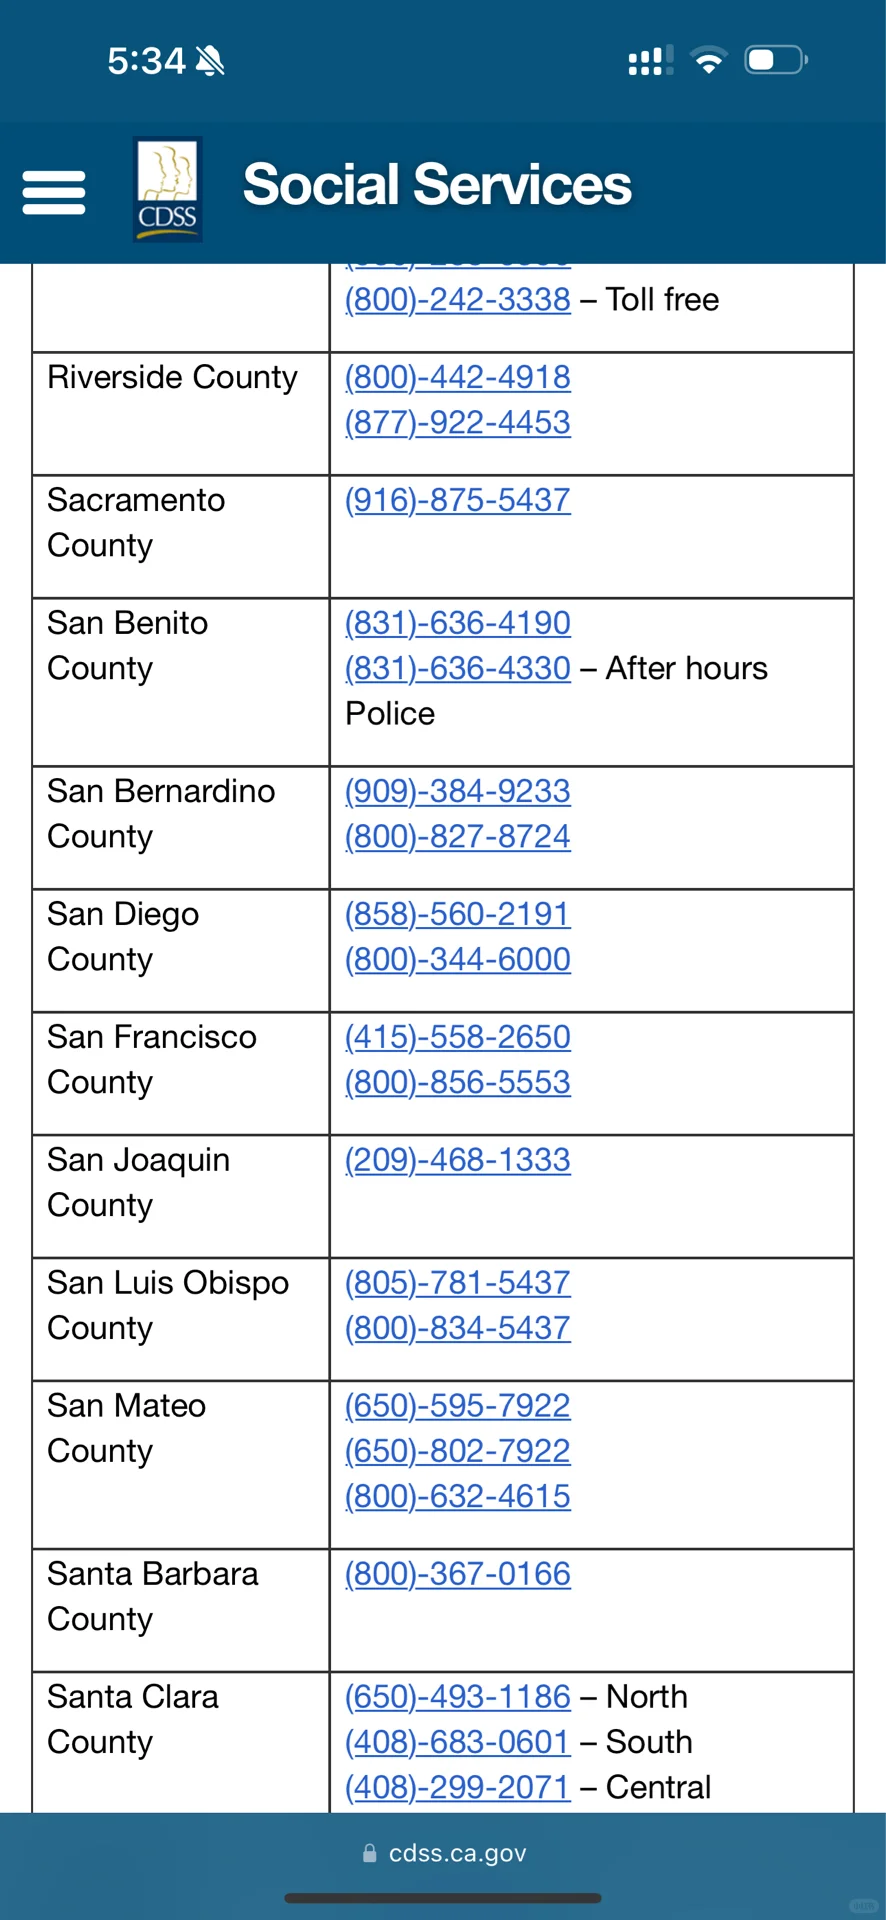 5:34
CDSS
Social Services
(800)-242-3338 – Toll free
Riverside County
(800)-442-4918
(877)-922-4453
Sacramento
County
(916)-875-5437
San Benito
County
(831)-636-4190
(831)-636-4330 – After hours
Police
San Bernardino
County
(909)-384-9233
(800)-827-8724
San Diego
County
(858)-560-2191
(800)-344-6000
San Francisco
County
(415)-558-2650
(800)-856-5553
San Joaquin
County
(209)-468-1333
San Luis Obispo
County
(805)-781-5437
(800)-834-5437
San Mateo
County
(650)-595-7922
(650)-802-7922
(800)-632-4615
Santa Barbara
County
(800)-367-0166
Santa Clara
County
(650)-493-1186 – North
(408)-683-0601 – South
(408)-299-2071 – Central
cdss.ca.gov